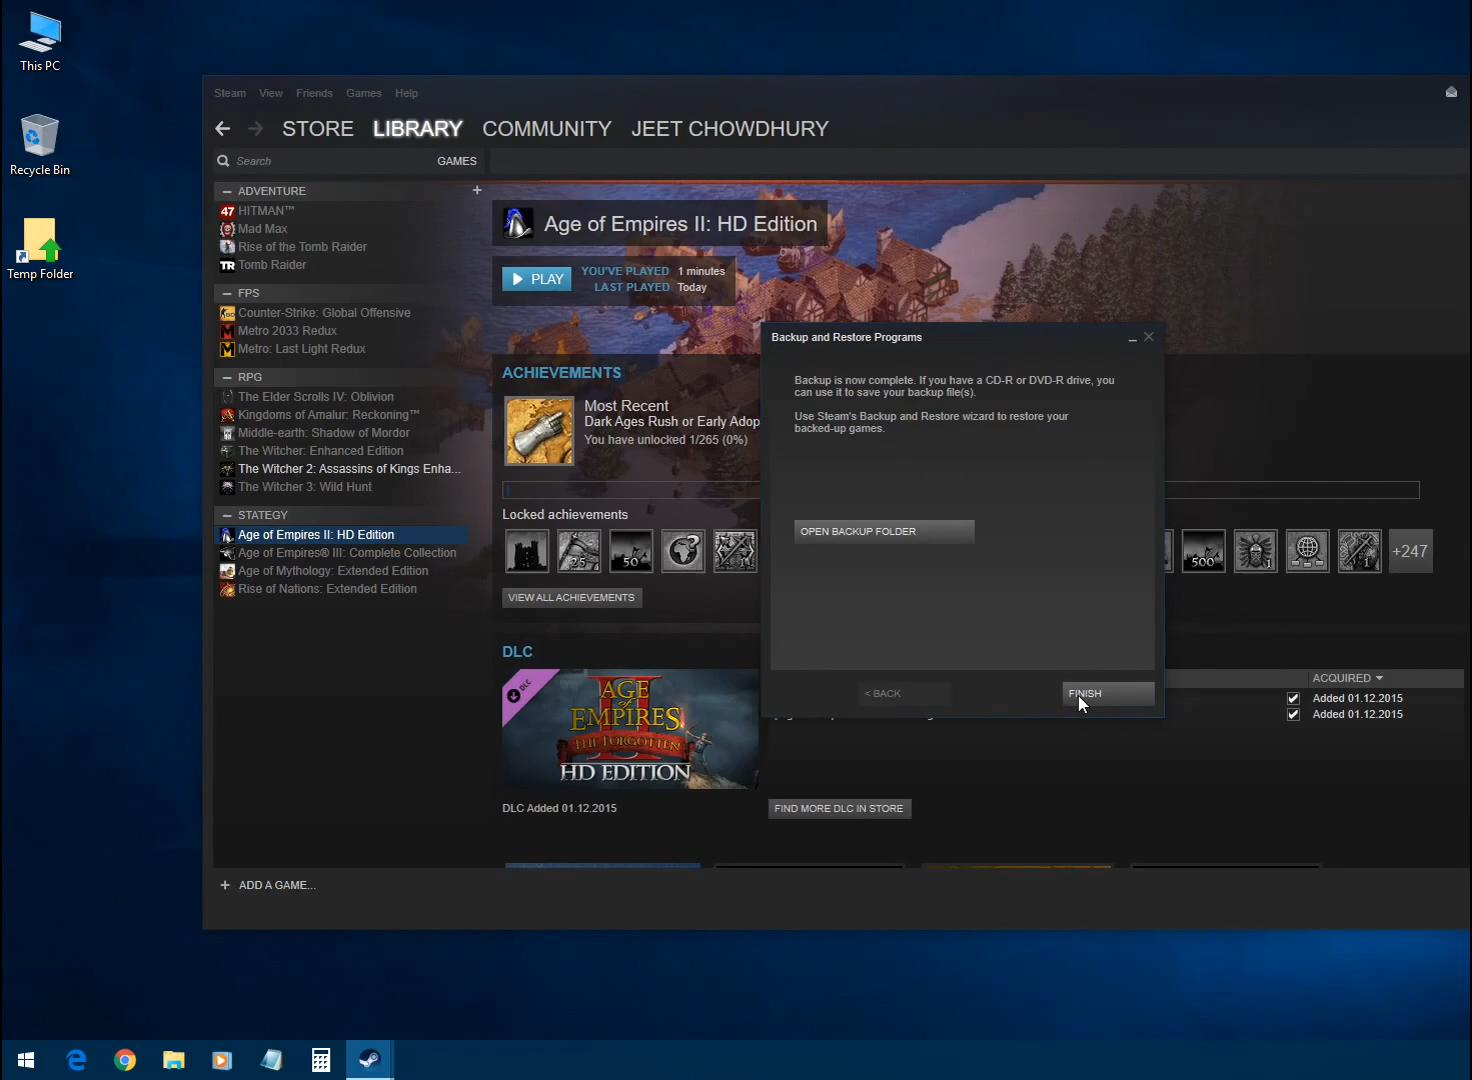 This PC
Recycle Bin
Temp Folder
Steam View Friends Games Help
STORE LIBRARY COMMUNITY JEET CHOWDHURY
Search GAMES
— ADVENTURE +
47 HITMAN™
Mad Max
Rise of the Tomb Raider
TR Tomb Raider
— FPS
Counter-Strike: Global Offensive
Metro 2033 Redux
Metro: Last Light Redux
— RPG
The Elder Scrolls IV: Oblivion
Kingdoms of Amalur: Reckoning™
Middle-earth: Shadow of Mordor
The Witcher: Enhanced Edition
The Witcher 2: Assassins of Kings Enha...
The Witcher 3: Wild Hunt
— STATEGY
Age of Empires II: HD Edition
Age of Empires® III: Complete Collection
Age of Mythology: Extended Edition
Rise of Nations: Extended Edition
+ ADD A GAME...
Age of Empires II: HD Edition
PLAY
YOU'VE PLAYED 1 minutes
LAST PLAYED Today
ACHIEVEMENTS
Most Recent
Dark Ages Rush or Early Adop
You have unlocked 1/265 (0%)
Locked achievements
25
50
500
1
1
+247
VIEW ALL ACHIEVEMENTS
DLC
DLC
AGE
OF II
EMPIRES
THE FORGOTTEN
HD EDITION
DLC Added 01.12.2015
FIND MORE DLC IN STORE
ACQUIRED
Added 01.12.2015
Added 01.12.2015
Backup and Restore Programs
Backup is now complete. If you have a CD-R or DVD-R drive, you
can use it to save your backup file(s).
Use Steam's Backup and Restore wizard to restore your
backed-up games.
OPEN BACKUP FOLDER
< BACK
FINISH